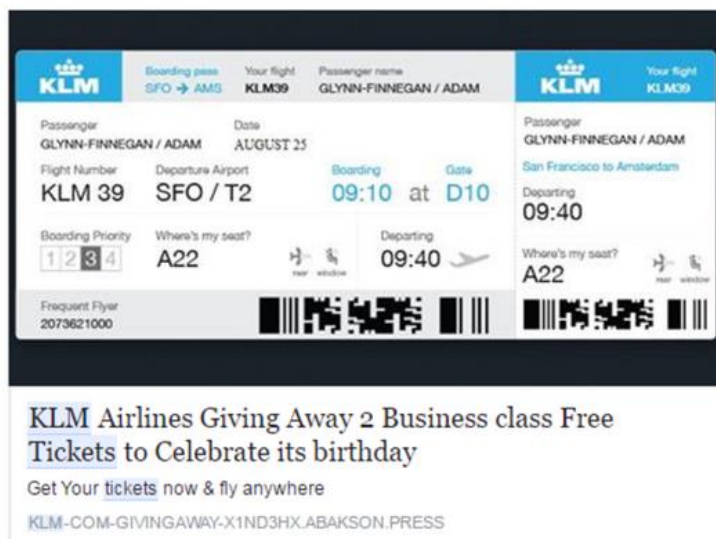 KLM
Boarding pass Your flight Passenger name
SFO → AMS KLM39 GLYNN-FINNEGAN / ADAM
KLM
Your flight
KLM39
Passenger Date
GLYNN-FINNEGAN / ADAM AUGUST 25
Flight Number Departure Airport Boarding Gate
KLM 39 SFO / T2 09:10 at D10
Boarding Priority Where's my seat? Departing
1 2 3 4 A22 rear window 09:40
Frequent Flyer
2073621000
Passenger
GLYNN-FINNEGAN / ADAM
San Francisco to Amsterdam
Departing
09:40
Where's my seat?
A22 rear window
KLM Airlines Giving Away 2 Business class Free
Tickets to Celebrate its birthday
Get Your tickets now & fly anywhere
KLM-COM-GIVINGAWAY-X1ND3HX.ABAKSON.PRESS